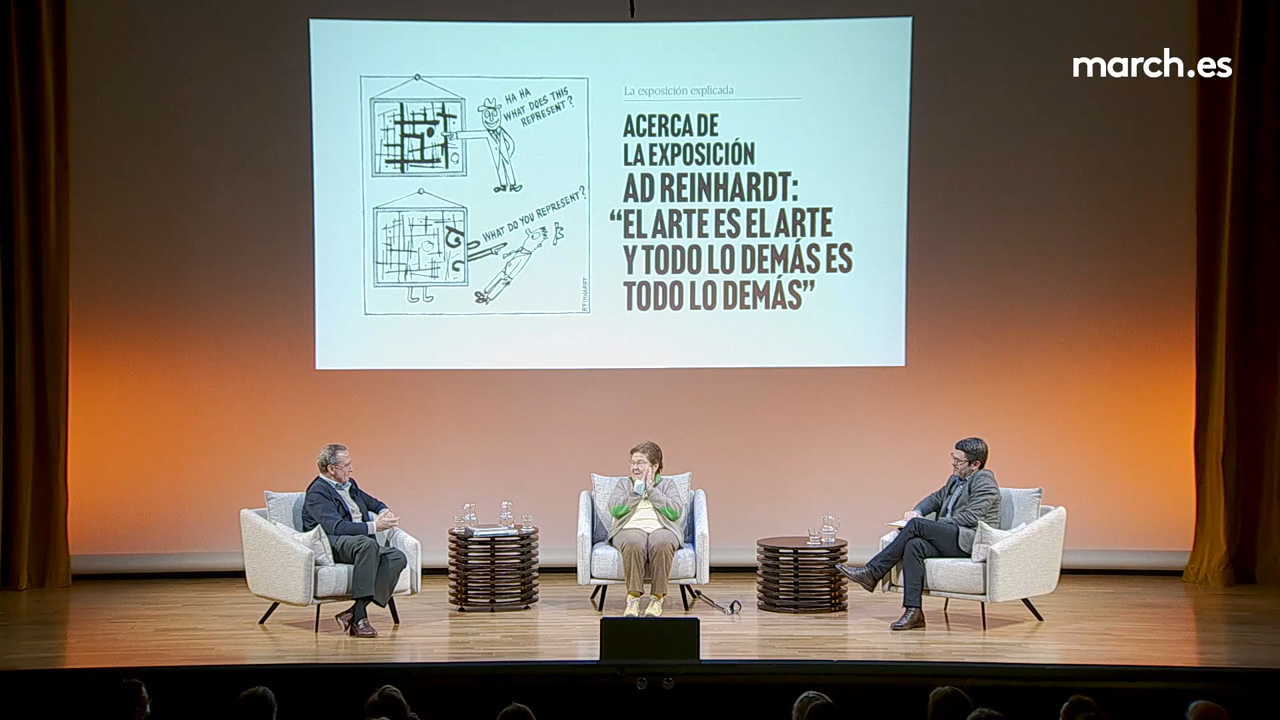 march.es
La exposición explicada
ACERCA DE
LA EXPOSICIÓN
AD REINHARDT:
“EL ARTE ES EL ARTE
Y TODO LO DEMÁS ES
TODO LO DEMÁS”
HA HA
WHAT DOES THIS
REPRESENT?
WHAT DO YOU REPRESENT?
REINHARDT